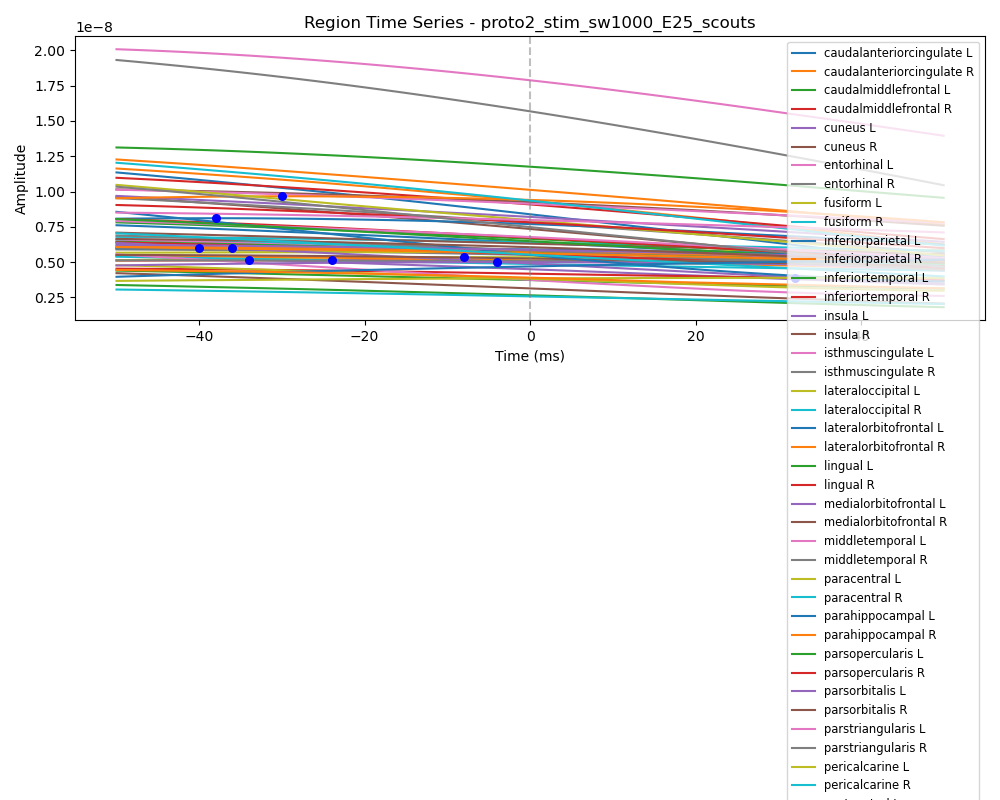 Region Time Series - proto2_stim_sw1000_E25_scouts
1e−8
2.00
1.75
1.50
1.25
1.00
0.75
0.50
0.25
Amplitude
−40
−20
0
20
Time (ms)
caudalanteriorcingulate L
caudalanteriorcingulate R
caudalmiddlefrontal L
caudalmiddlefrontal R
cuneus L
cuneus R
entorhinal L
entorhinal R
fusiform L
fusiform R
inferiorparietal L
inferiorparietal R
inferiortemporal L
inferiortemporal R
insula L
insula R
isthmuscingulate L
isthmuscingulate R
lateraloccipital L
lateraloccipital R
lateralorbitofrontal L
lateralorbitofrontal R
lingual L
lingual R
medialorbitofrontal L
medialorbitofrontal R
middletemporal L
middletemporal R
paracentral L
paracentral R
parahippocampal L
parahippocampal R
parsopercularis L
parsopercularis R
parsorbitalis L
parsorbitalis R
parstriangularis L
parstriangularis R
pericalcarine L
pericalcarine R